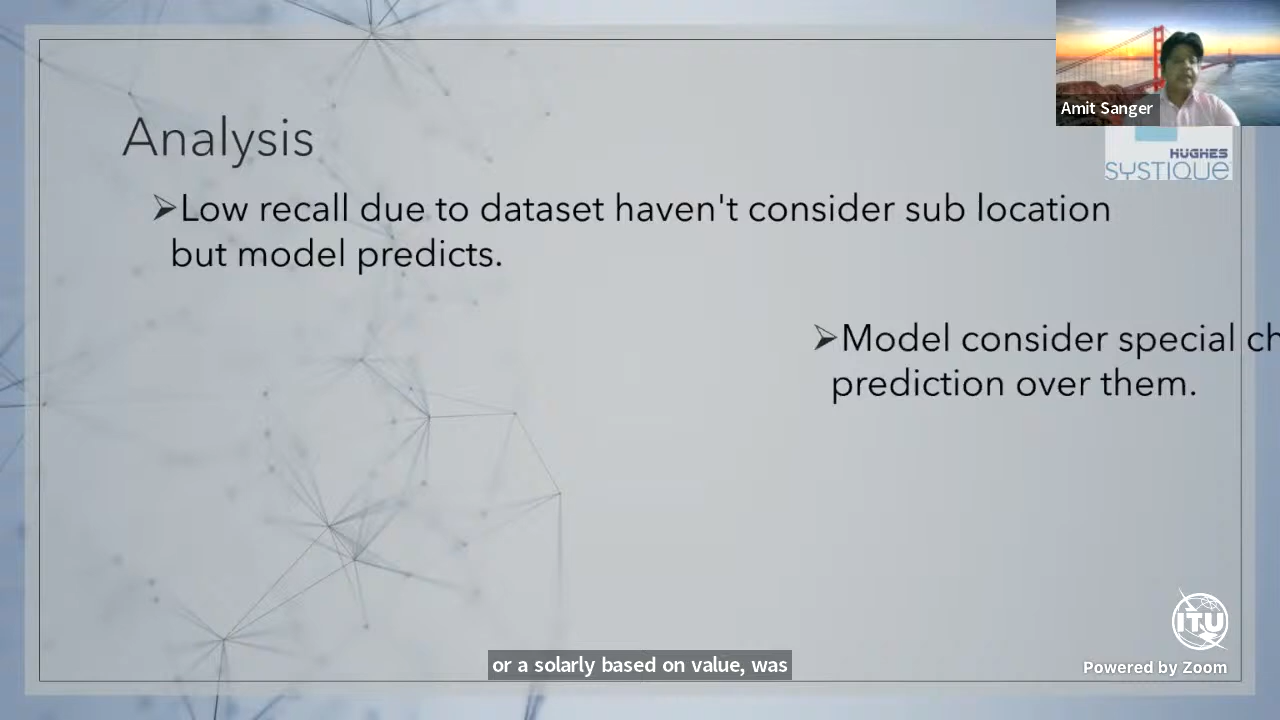 Amit Sanger
HUGHES
SYSTIQUE
Analysis
➢Low recall due to dataset haven't consider sub location
but model predicts.
➢Model consider special ch
prediction over them.
ITU
or a solarly based on value, was
Powered by Zoom